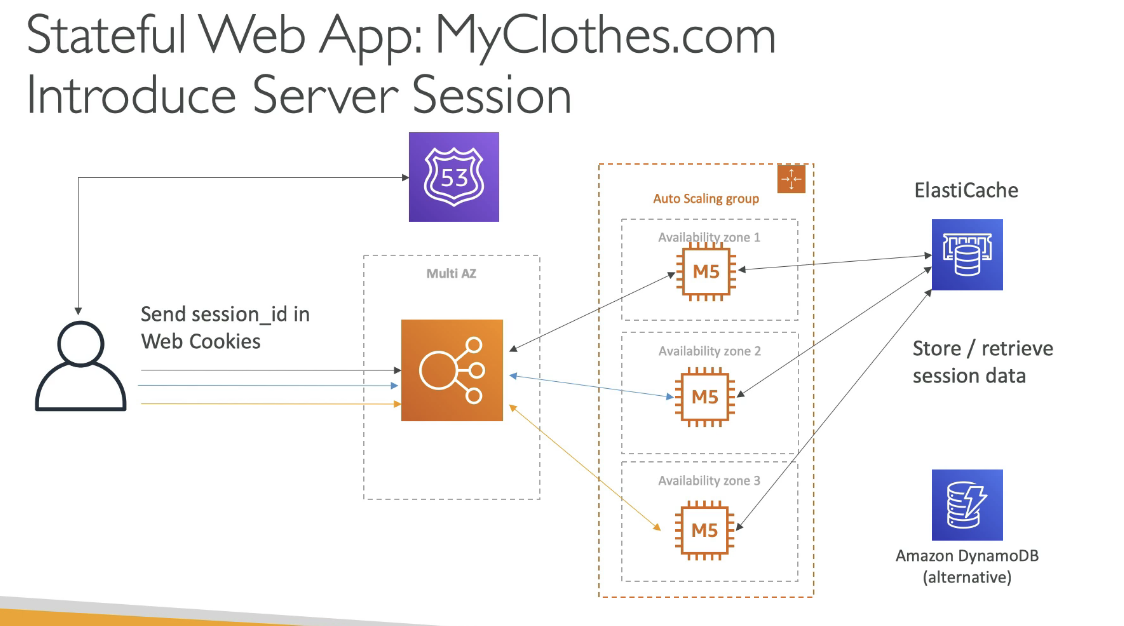 Stateful Web App: MyClothes.com
Introduce Server Session
53
Auto Scaling group
ElastiCache
Availability zone 1
M5
Multi AZ
Send session_id in
Web Cookies
Availability zone 2
M5
Store / retrieve
session data
Availability zone 3
M5
Amazon DynamoDB
(alternative)